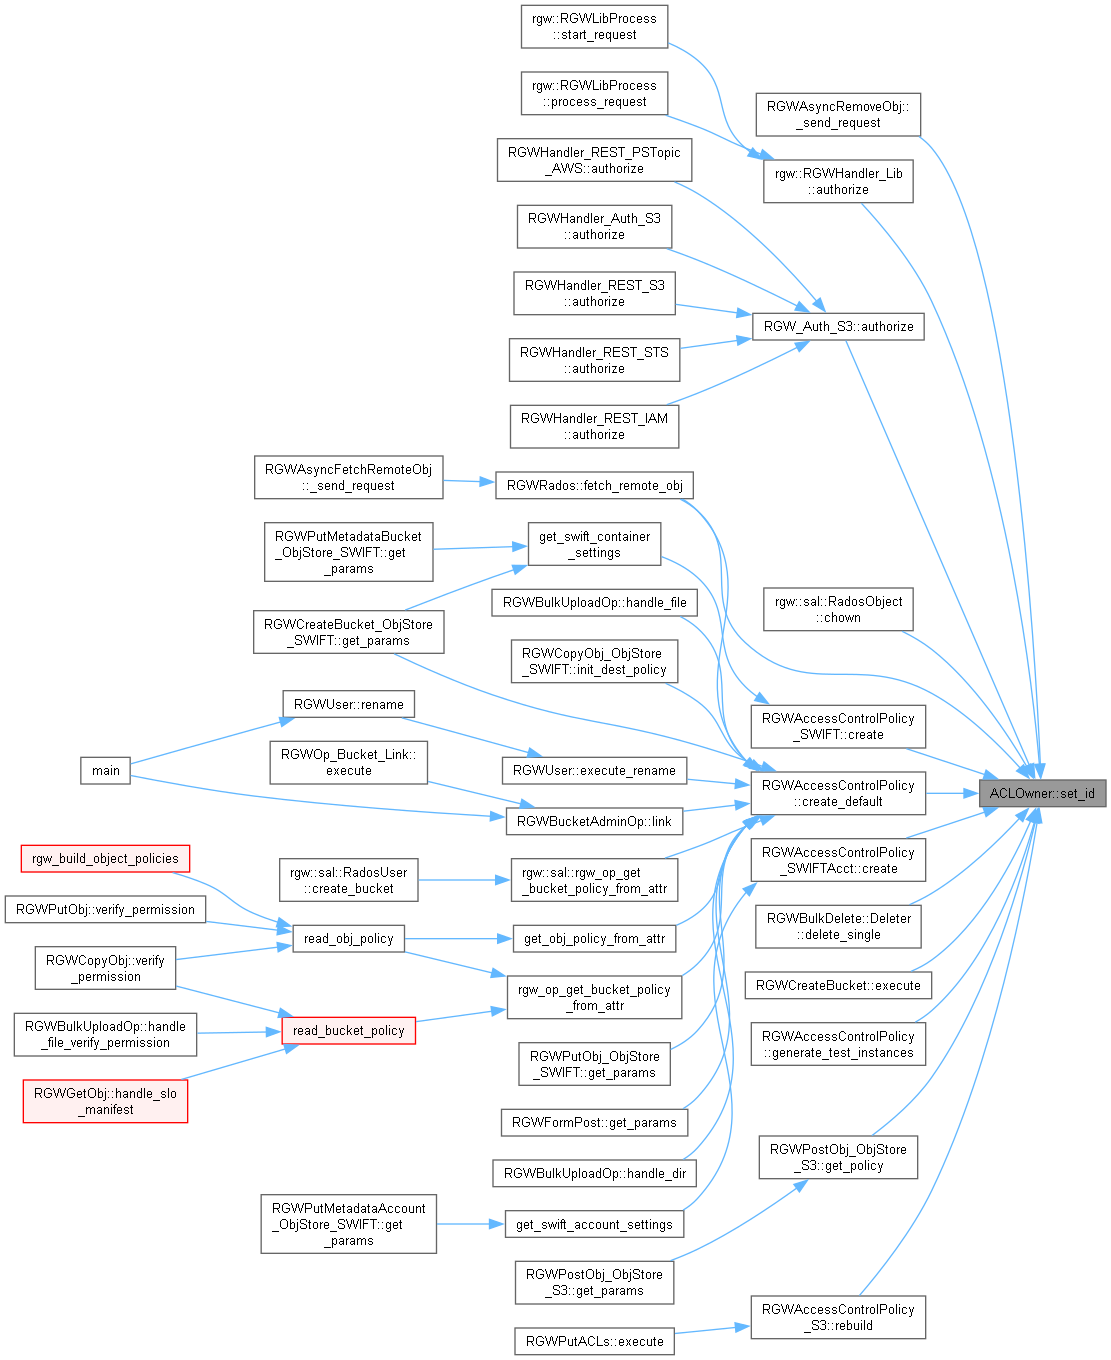 rgw::RGWLibProcess
::start_request
rgw::RGWLibProcess
::process_request
RGWAsyncRemoveObj::
_send_request
RGWHandler_REST_PSTopic
_AWS::authorize
rgw::RGWHandler_Lib
::authorize
RGWHandler_Auth_S3
::authorize
RGWHandler_REST_S3
::authorize
RGW_Auth_S3::authorize
RGWHandler_REST_STS
::authorize
RGWHandler_REST_IAM
::authorize
RGWAsyncFetchRemoteObj
::_send_request
RGWRados::fetch_remote_obj
RGWPutMetadataBucket
_ObjStore_SWIFT::get
_params
get_swift_container
_settings
RGWBulkUploadOp::handle_file
rgw::sal::RadosObject
::chown
RGWCreateBucket_ObjStore
_SWIFT::get_params
RGWCopyObj_ObjStore
_SWIFT::init_dest_policy
RGWUser::rename
RGWAccessControlPolicy
_SWIFT::create
RGWOp_Bucket_Link::
execute
main
RGWUser::execute_rename
RGWAccessControlPolicy
::create_default
ACLOwner::set_id
RGWBucketAdminOp::link
rgw_build_object_policies
rgw::sal::RadosUser
::create_bucket
rgw::sal::rgw_op_get
_bucket_policy_from_attr
RGWAccessControlPolicy
_SWIFTAcct::create
RGWPutObj::verify_permission
read_obj_policy
get_obj_policy_from_attr
RGWBulkDelete::Deleter
::delete_single
RGWCopyObj::verify
_permission
rgw_op_get_bucket_policy
_from_attr
RGWCreateBucket::execute
RGWBulkUploadOp::handle
_file_verify_permission
read_bucket_policy
RGWAccessControlPolicy
::generate_test_instances
RGWPutObj_ObjStore
_SWIFT::get_params
RGWGetObj::handle_slo
_manifest
RGWFormPost::get_params
RGWPostObj_ObjStore
_S3::get_policy
RGWBulkUploadOp::handle_dir
RGWPutMetadataAccount
_ObjStore_SWIFT::get
_params
get_swift_account_settings
RGWPostObj_ObjStore
_S3::get_params
RGWAccessControlPolicy
_S3::rebuild
RGWPutACLs::execute